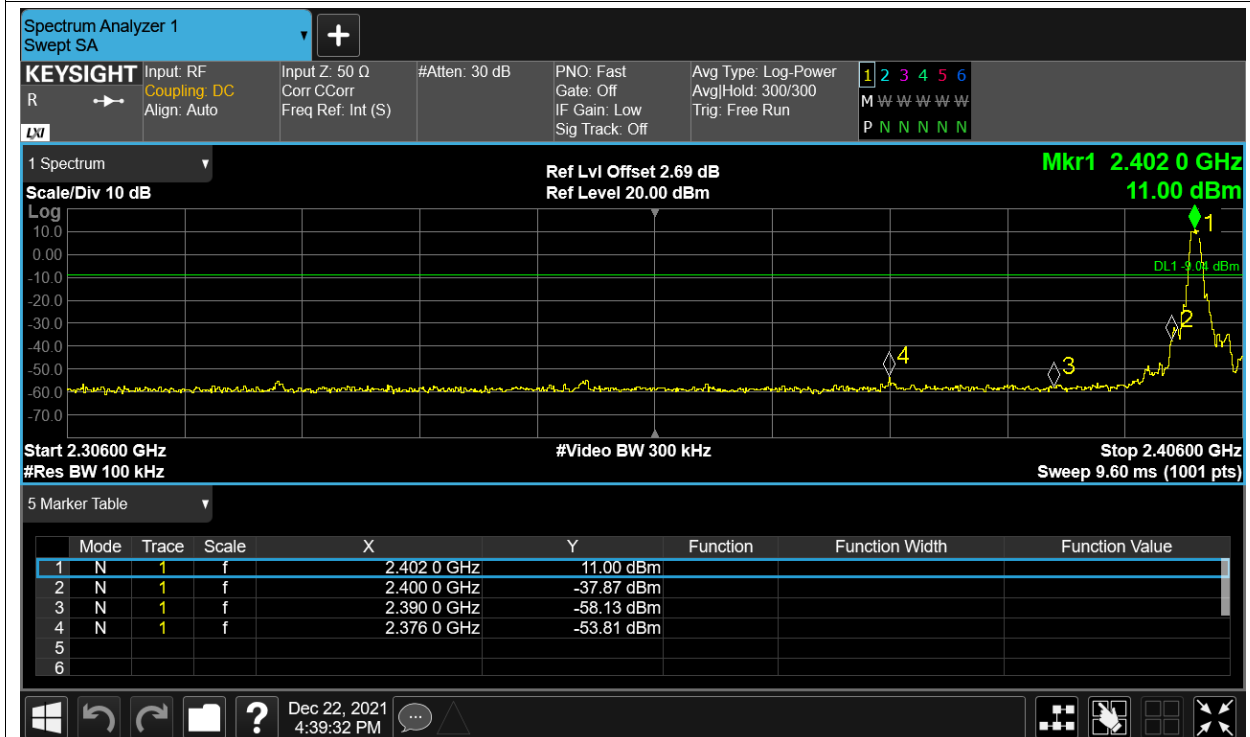 Spectrum Analyzer 1
Swept SA
+
KEYSIGHT
R
LXI
Input: RF
Coupling: DC
Align: Auto
Input Z: 50 Ω
Corr CCorr
Freq Ref: Int (S)
#Atten: 30 dB
PNO: Fast
Gate: Off
IF Gain: Low
Sig Track: Off
Avg Type: Log-Power
Avg|Hold: 300/300
Trig: Free Run
1 2 3 4 5 6
M W W W W W
P N N N N N
1 Spectrum
Scale/Div 10 dB
Ref Lvl Offset 2.69 dB
Ref Level 20.00 dBm
Mkr1 2.402 0 GHz
11.00 dBm
Log
10.0
0.00
-10.0
-20.0
-30.0
-40.0
-50.0
-60.0
-70.0
1
DL1 -9.04 dBm
2
4
3
Start 2.30600 GHz
#Video BW 300 kHz
Stop 2.40600 GHz
#Res BW 100 kHz
Sweep 9.60 ms (1001 pts)
5 Marker Table
Mode Trace Scale X Y Function Function Width Function Value
1 N 1 f 2.402 0 GHz 11.00 dBm
2 N 1 f 2.400 0 GHz -37.87 dBm
3 N 1 f 2.390 0 GHz -58.13 dBm
4 N 1 f 2.376 0 GHz -53.81 dBm
5
6
?
Dec 22, 2021
4:39:32 PM